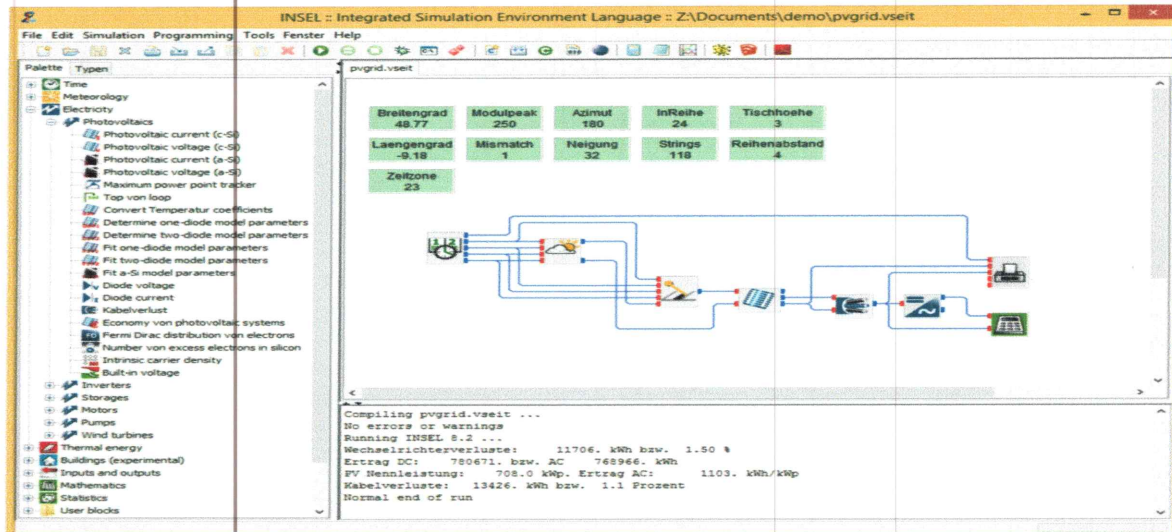 INSEL :: Integrated Simulation Environment Language :: Z:\Documents\demo\pvgrid.vseit
File Edit Simulation Programming Tools Fenster Help
Palette Typen
Time
Meteorology
Electricity
Photovoltaics
Photovoltaic current (c-Si)
Photovoltaic voltage (c-Si)
Photovoltaic current (a-Si)
Photovoltaic voltage (a-Si)
Maximum power point tracker
Top von loop
Convert Temperatur coefficients
Determine one-diode model parameters
Determine two-diode model parameters
Fit one-diode model parameters
Fit two-diode model parameters
Fit a-Si model parameters
Diode voltage
Diode current
Kabelverlust
Economy von photovoltaic systems
Fermi Dirac distribution von electrons
Number von excess electrons in silicon
Intrinsic carrier density
Built-in voltage
Inverters
Storages
Motors
Pumps
Wind turbines
Thermal energy
Buildings (experimental)
Inputs and outputs
Mathematics
Statistics
User blocks
pvgrid.vseit
Breitengrad Modulpeak Azimut InReihe Tischhoehe
48.77 250 180 24 3
Laengengrad Mismatch Neigung Strings Reihenabstand
-9.18 1 32 118 4
Zeitzone
23
Compiling pvgrid.vseit ...
No errors or warnings
Running INSEL 8.2 ...
Wechselrichterverluste: 11706. kWh bzw. 1.50 %
Ertrag DC: 780671. bzw. AC 768966. kWh
PV Nennleistung: 708.0 kWp. Ertrag AC: 1103. kWh/kWp
Kabelverluste: 13426. kWh bzw. 1.1 Prozent
Normal end of run